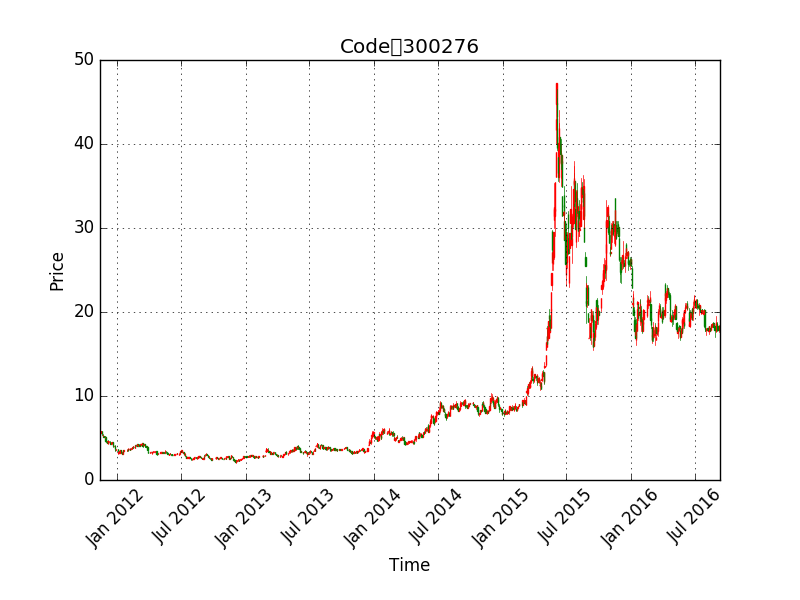 Code▯300276
50
40
30
20
10
0
Price
Jan 2012
Jul 2012
Jan 2013
Jul 2013
Jan 2014
Jul 2014
Jan 2015
Jul 2015
Jan 2016
Jul 2016
Time